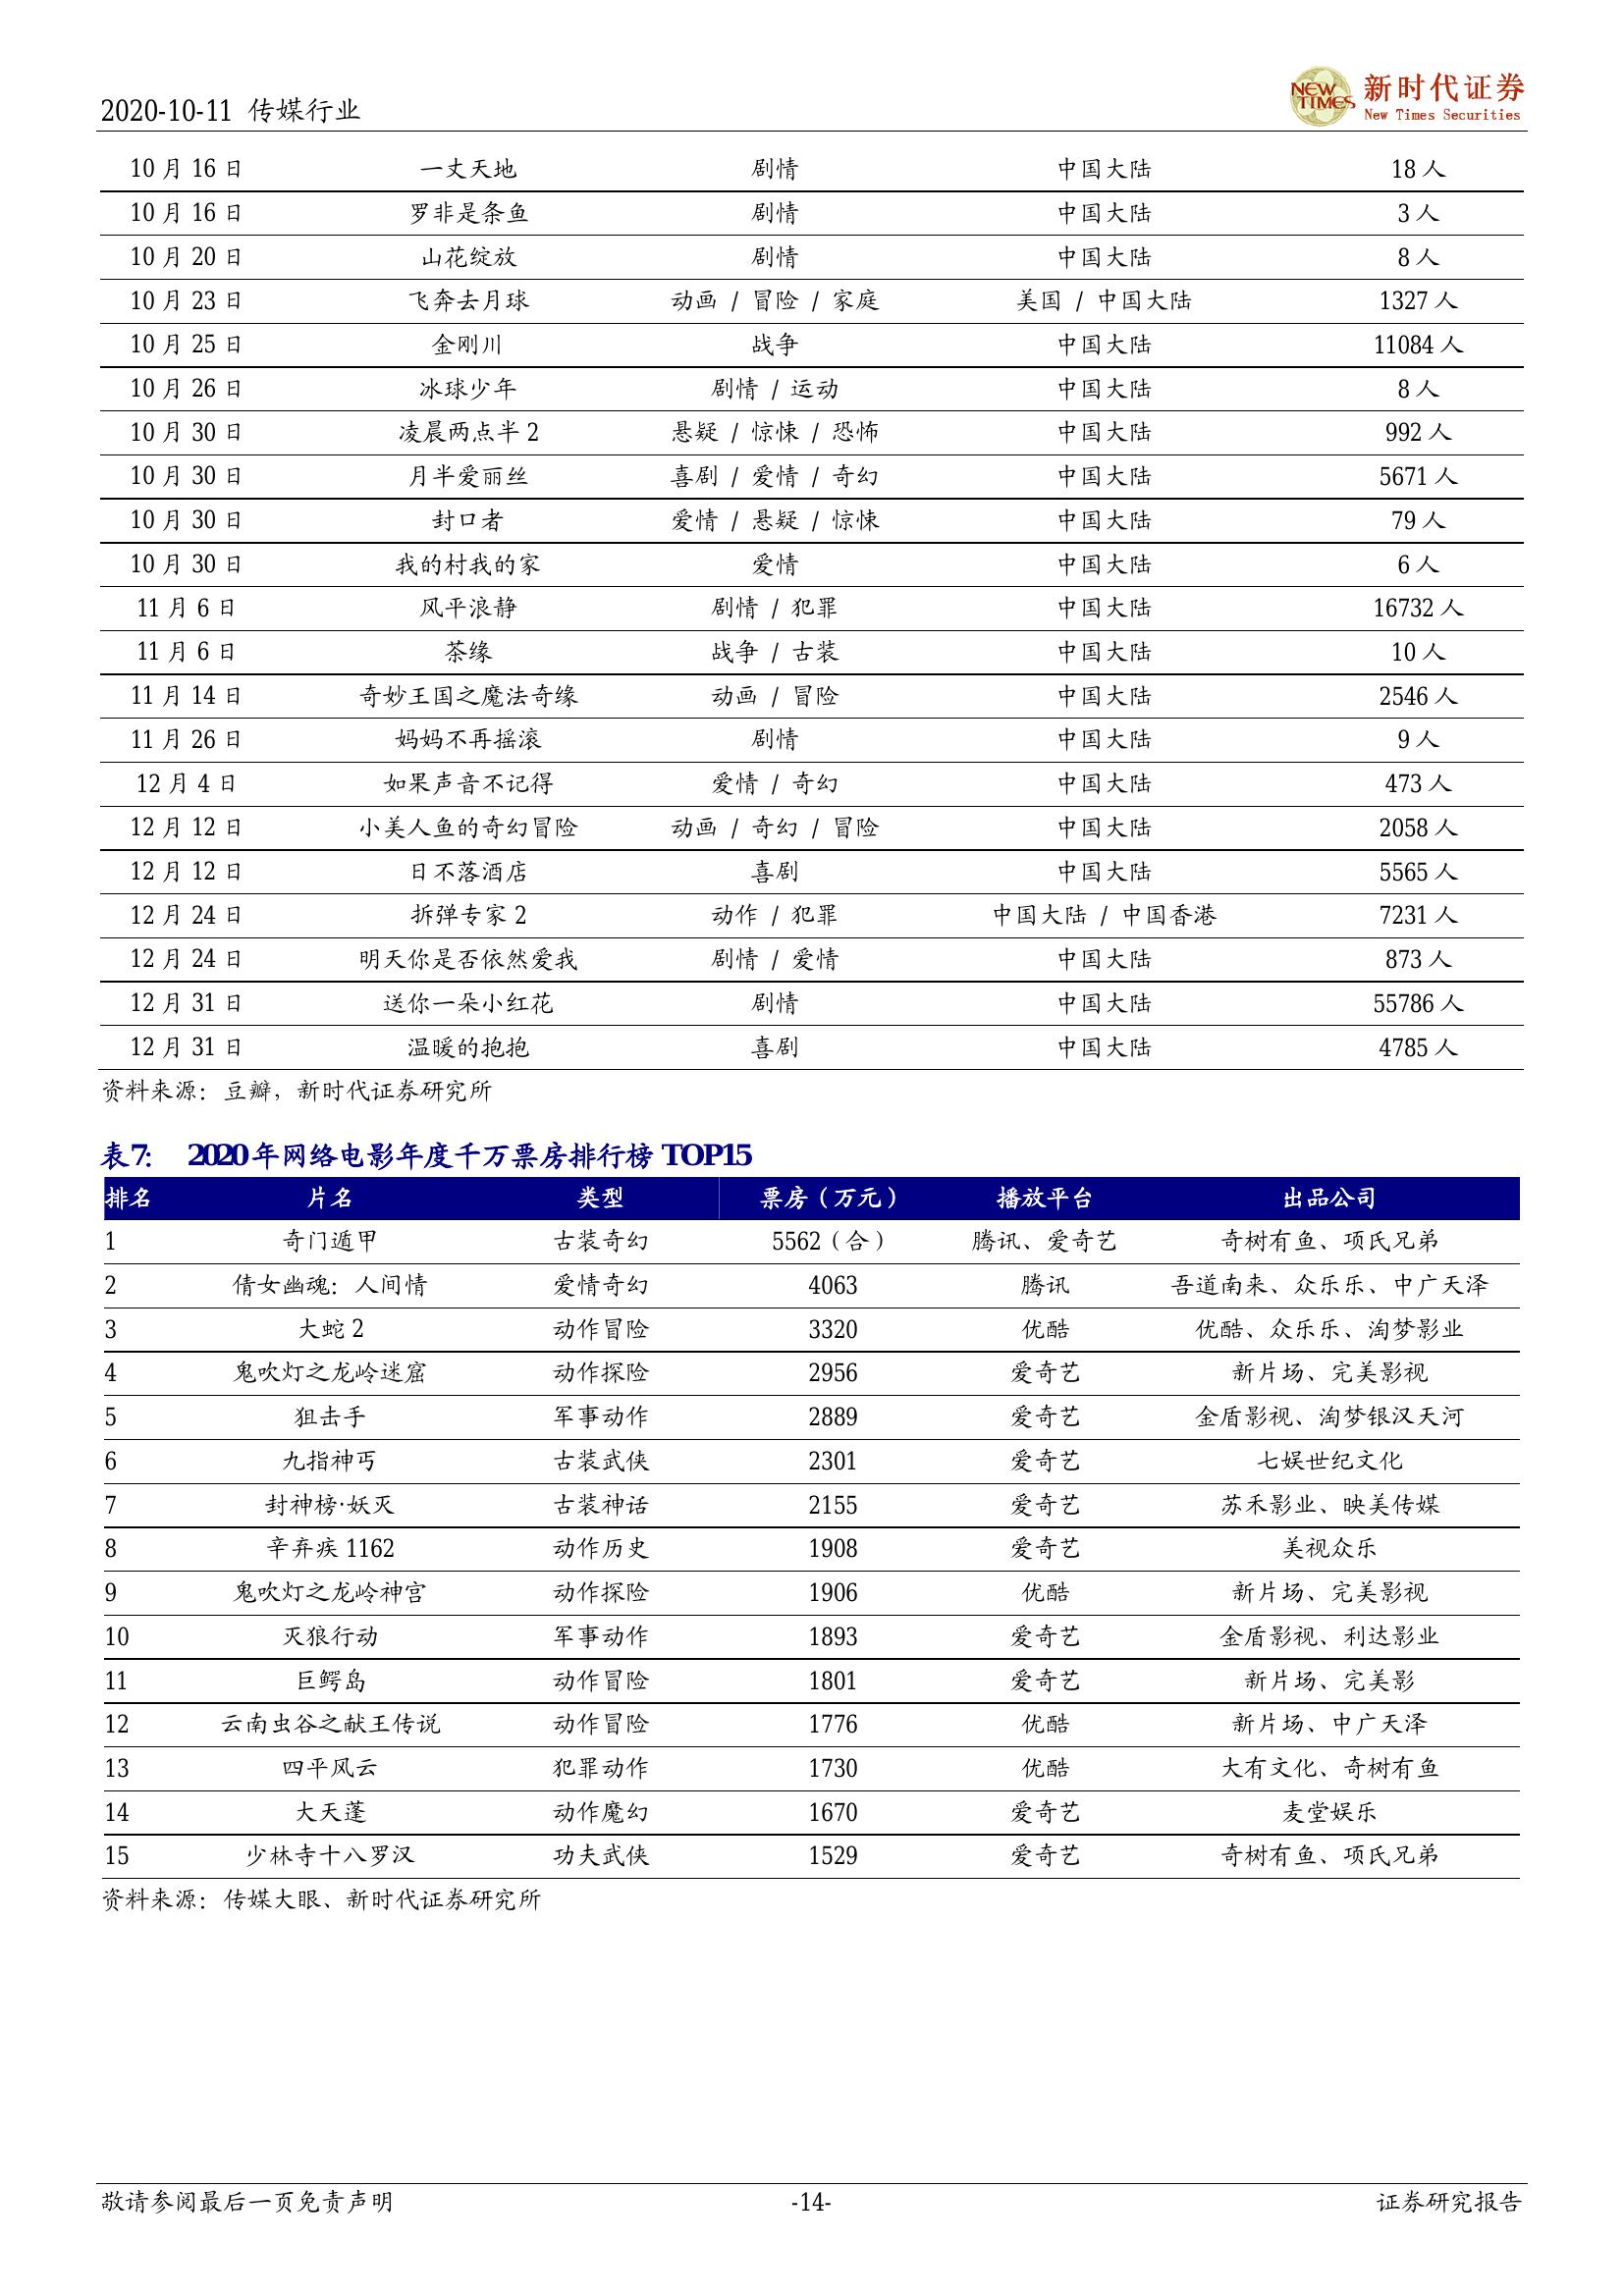 2020-10-11 传媒行业
NEW TIMES 新时代证券
New Times Securities
10 月 16 日 一丈天地 剧情 中国大陆 18 人
10 月 16 日 罗非是条鱼 剧情 中国大陆 3 人
10 月 20 日 山花绽放 剧情 中国大陆 8 人
10 月 23 日 飞奔去月球 动画 / 冒险 / 家庭 美国 / 中国大陆 1327 人
10 月 25 日 金刚川 战争 中国大陆 11084 人
10 月 26 日 冰球少年 剧情 / 运动 中国大陆 8 人
10 月 30 日 凌晨两点半 2 悬疑 / 惊悚 / 恐怖 中国大陆 992 人
10 月 30 日 月半爱丽丝 喜剧 / 爱情 / 奇幻 中国大陆 5671 人
10 月 30 日 封口者 爱情 / 悬疑 / 惊悚 中国大陆 79 人
10 月 30 日 我的村我的家 爱情 中国大陆 6 人
11 月 6 日 风平浪静 剧情 / 犯罪 中国大陆 16732 人
11 月 6 日 茶缘 战争 / 古装 中国大陆 10 人
11 月 14 日 奇妙王国之魔法奇缘 动画 / 冒险 中国大陆 2546 人
11 月 26 日 妈妈不再摇滚 剧情 中国大陆 9 人
12 月 4 日 如果声音不记得 爱情 / 奇幻 中国大陆 473 人
12 月 12 日 小美人鱼的奇幻冒险 动画 / 奇幻 / 冒险 中国大陆 2058 人
12 月 12 日 日不落酒店 喜剧 中国大陆 5565 人
12 月 24 日 拆弹专家 2 动作 / 犯罪 中国大陆 / 中国香港 7231 人
12 月 24 日 明天你是否依然爱我 剧情 / 爱情 中国大陆 873 人
12 月 31 日 送你一朵小红花 剧情 中国大陆 55786 人
12 月 31 日 温暖的抱抱 喜剧 中国大陆 4785 人
资料来源：豆瓣，新时代证券研究所
表7: 2020年网络电影年度千万票房排行榜 TOP15
排名 片名 类型 票房（万元） 播放平台 出品公司
1 奇门遁甲 古装奇幻 5562（合） 腾讯、爱奇艺 奇树有鱼、项氏兄弟
2 倩女幽魂：人间情 爱情奇幻 4063 腾讯 吾道南来、众乐乐、中广天泽
3 大蛇 2 动作冒险 3320 优酷 优酷、众乐乐、淘梦影业
4 鬼吹灯之龙岭迷窟 动作探险 2956 爱奇艺 新片场、完美影视
5 狙击手 军事动作 2889 爱奇艺 金盾影视、淘梦银汉天河
6 九指神丐 古装武侠 2301 爱奇艺 七娱世纪文化
7 封神榜·妖灭 古装神话 2155 爱奇艺 苏禾影业、映美传媒
8 辛弃疾 1162 动作历史 1908 爱奇艺 美视众乐
9 鬼吹灯之龙岭神宫 动作探险 1906 优酷 新片场、完美影视
10 灭狼行动 军事动作 1893 爱奇艺 金盾影视、利达影业
11 巨鳄岛 动作冒险 1801 爱奇艺 新片场、完美影
12 云南虫谷之献王传说 动作冒险 1776 优酷 新片场、中广天泽
13 四平风云 犯罪动作 1730 优酷 大有文化、奇树有鱼
14 大天蓬 动作魔幻 1670 爱奇艺 麦堂娱乐
15 少林寺十八罗汉 功夫武侠 1529 爱奇艺 奇树有鱼、项氏兄弟
资料来源：传媒大眼、新时代证券研究所
敬请参阅最后一页免责声明 -14- 证券研究报告